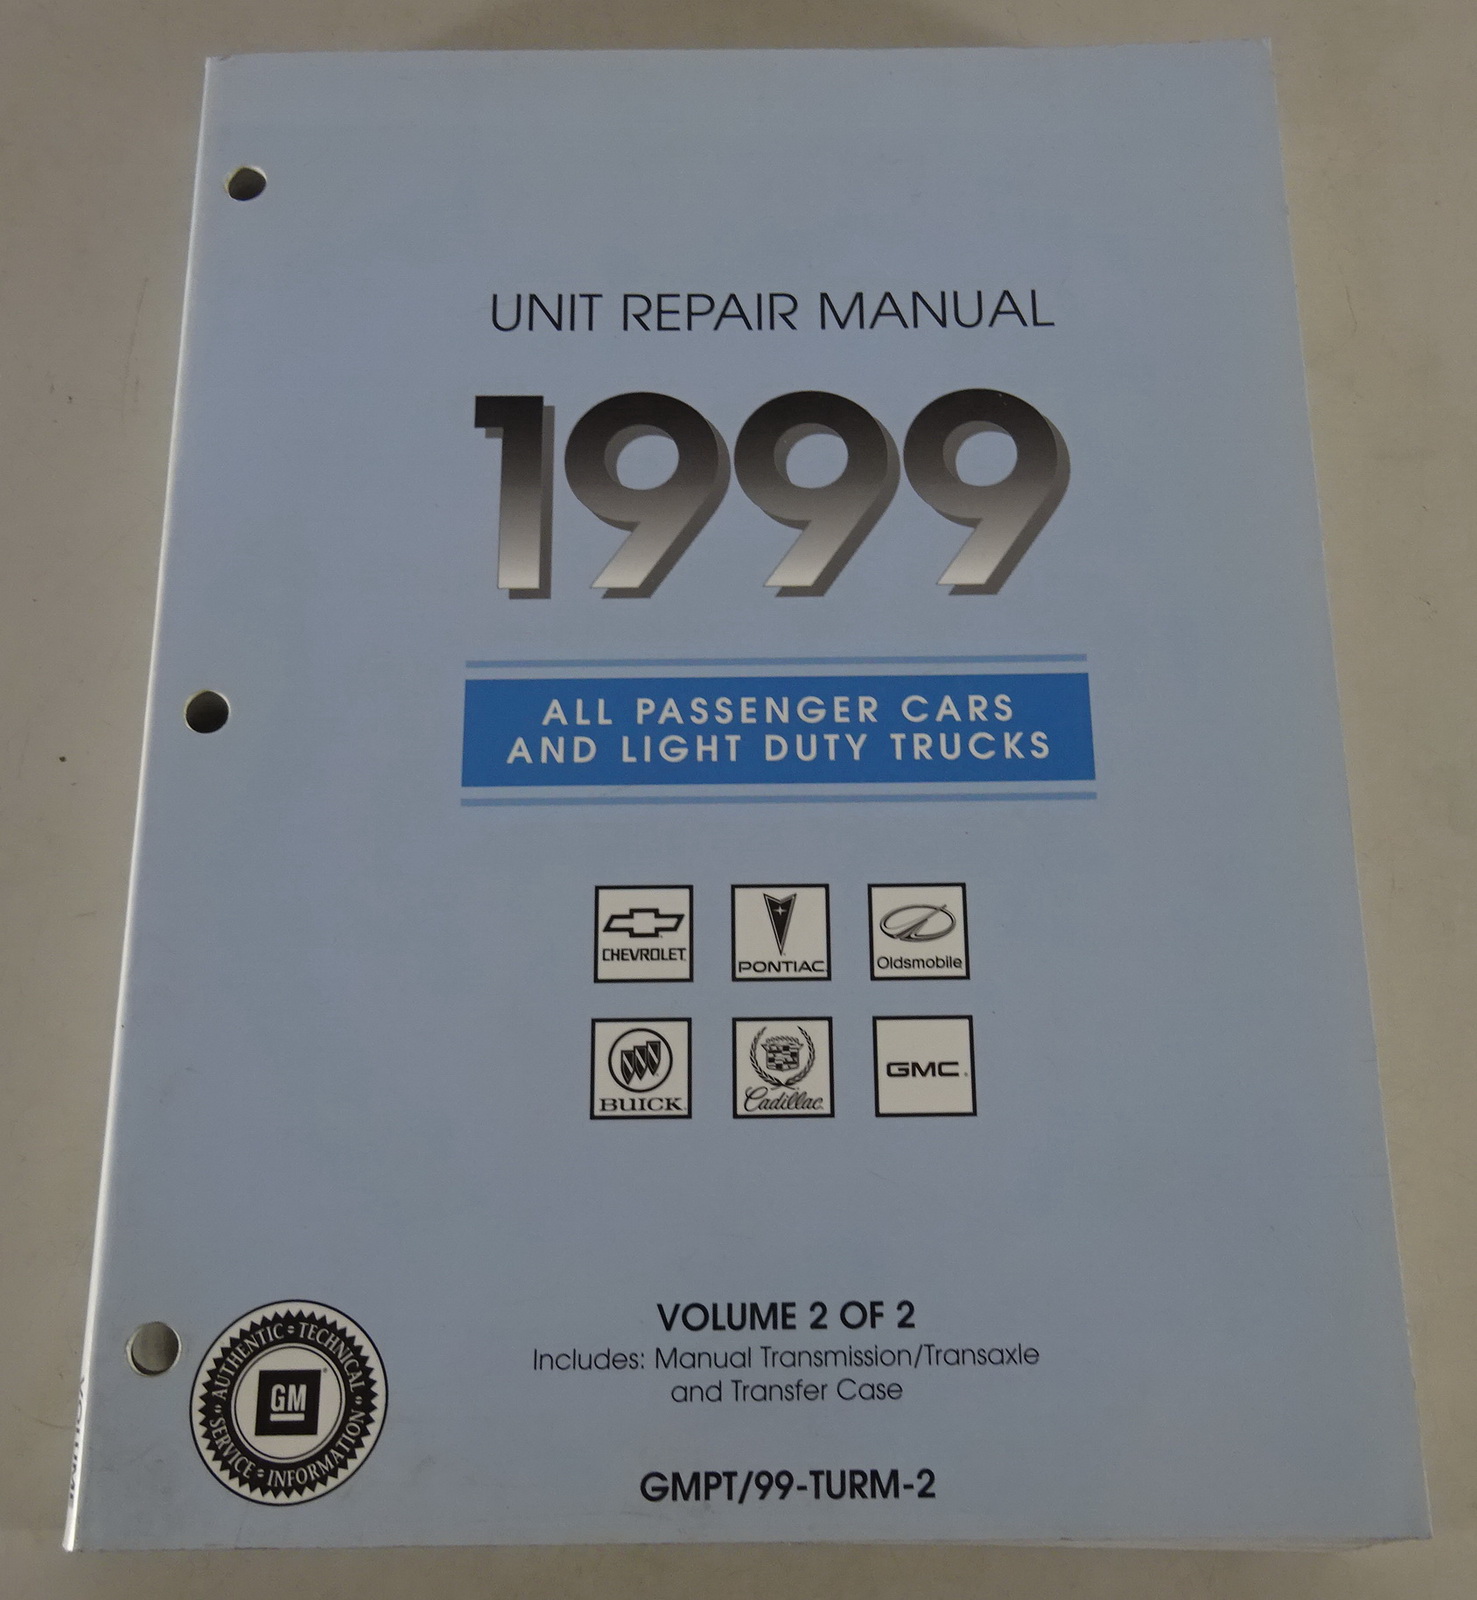 UNIT REPAIR MANUAL
1999
ALL PASSENGER CARS
AND LIGHT DUTY TRUCKS
CHEVROLET
PONTIAC
Oldsmobile
BUICK
Cadillac
GMC
VOLUME 2 OF 2
Includes: Manual Transmission/Transaxle
and Transfer Case
GMPT/99-TURM-2
AUTHENTIC TECHNICAL
SERVICE INFORMATION
GM
VOLUME